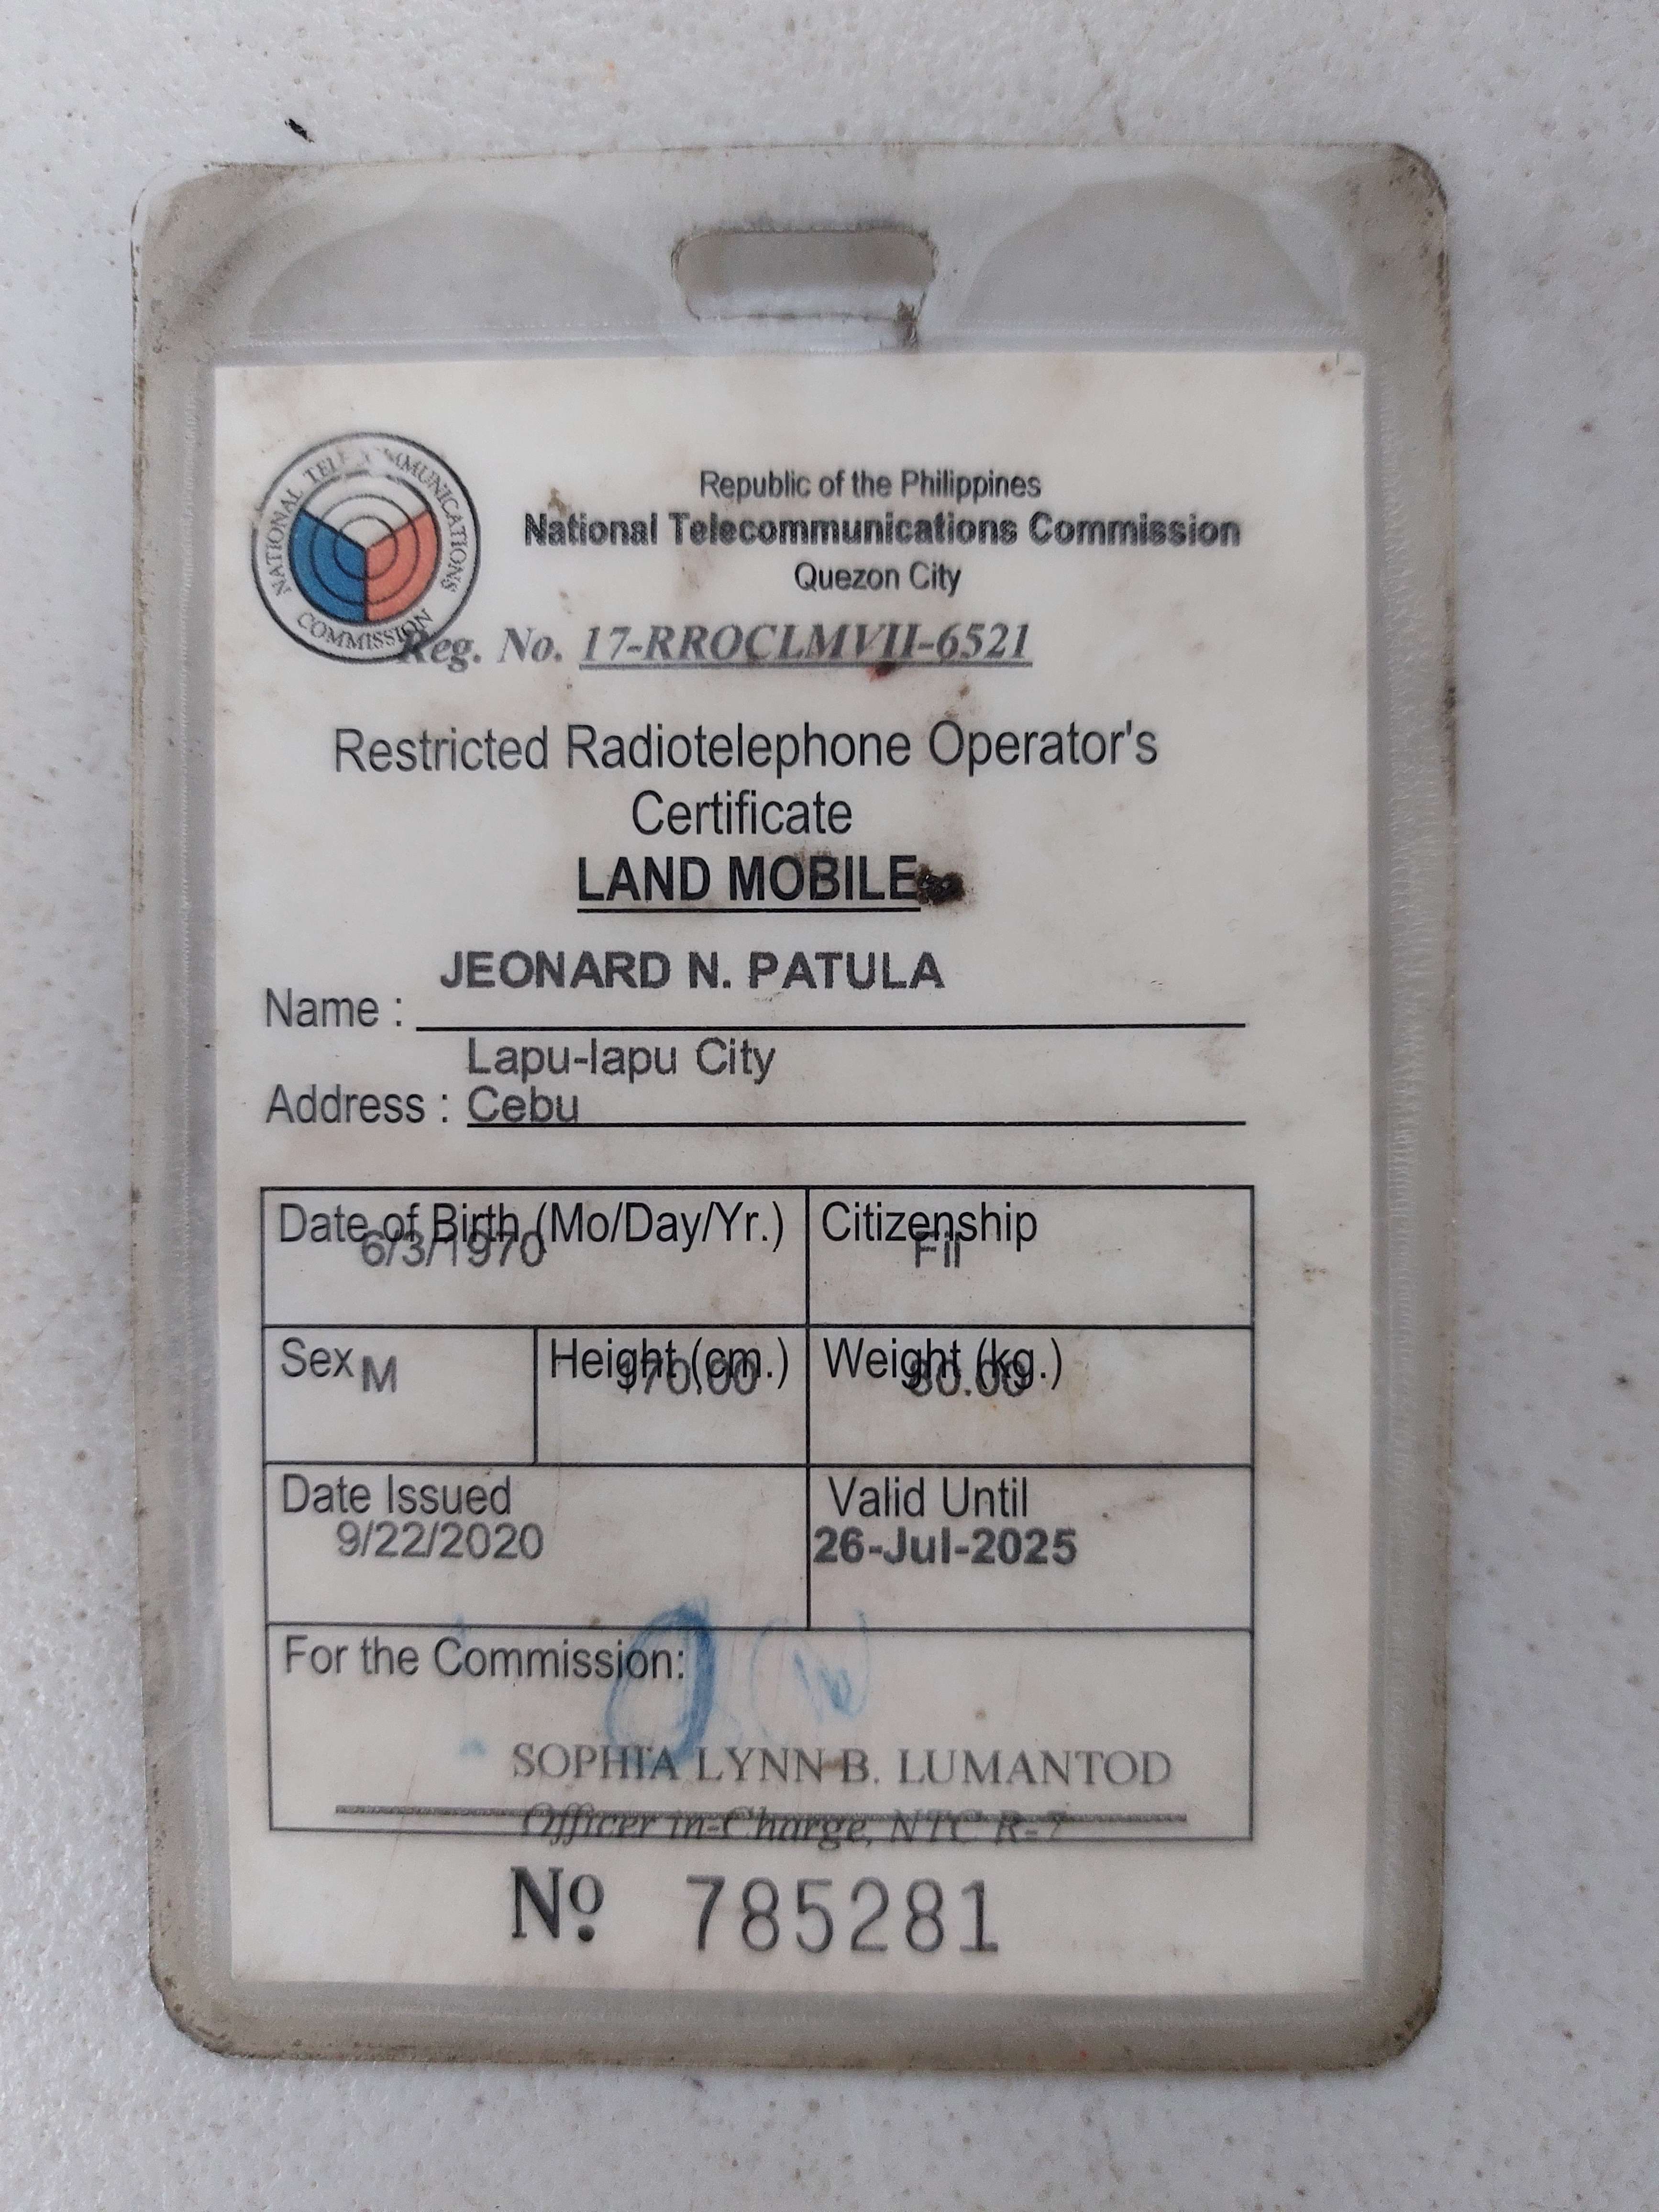 NATIONAL TELECOMMUNICATIONS COMMISSION
Republic of the Philippines
National Telecommunications Commission
Quezon City
Reg. No. 17-RROCLMVII-6521
Restricted Radiotelephone Operator's
Certificate
LAND MOBILE
JEONARD N. PATULA
Name :
Lapu-lapu City
Address : Cebu
Date of Birth (Mo/Day/Yr.) Citizenship
6/3/1970 Fil
Sex M Height (cm.) Weight (kg.)
170.00
Date Issued Valid Until
9/22/2020 26-Jul-2025
For the Commission:
SOPHIA LYNN B. LUMANTOD
Officer in-Charge, NTC R-7
Nº 785281